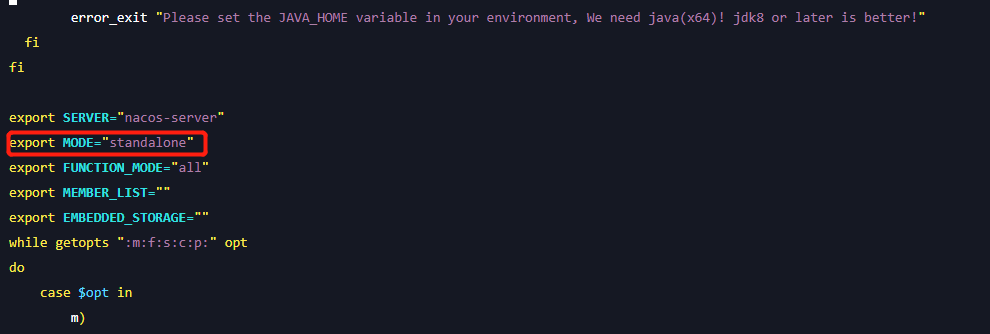 error_exit "Please set the JAVA_HOME variable in your environment, We need java(x64)! jdk8 or later is better!"
fi
fi
export SERVER="nacos-server"
export MODE="standalone"
export FUNCTION_MODE="all"
export MEMBER_LIST=""
export EMBEDDED_STORAGE=""
while getopts ":m:f:s:c:p:" opt
do
case $opt in
m)